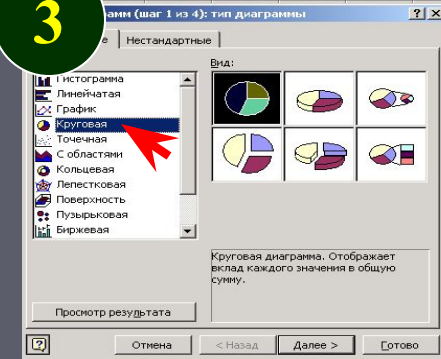 3
амм (шаг 1 из 4): тип диаграммы
е
Нестандартные
Вид:
Гистограмма
Линейчатая
График
Круговая
Точечная
С областями
Кольцевая
Лепестковая
Поверхность
Пузырьковая
Биржевая
Круговая диаграмма. Отображает
вклад каждого значения в общую
сумму.
Просмотр результата
Отмена
< Назад
Далее >
Готово